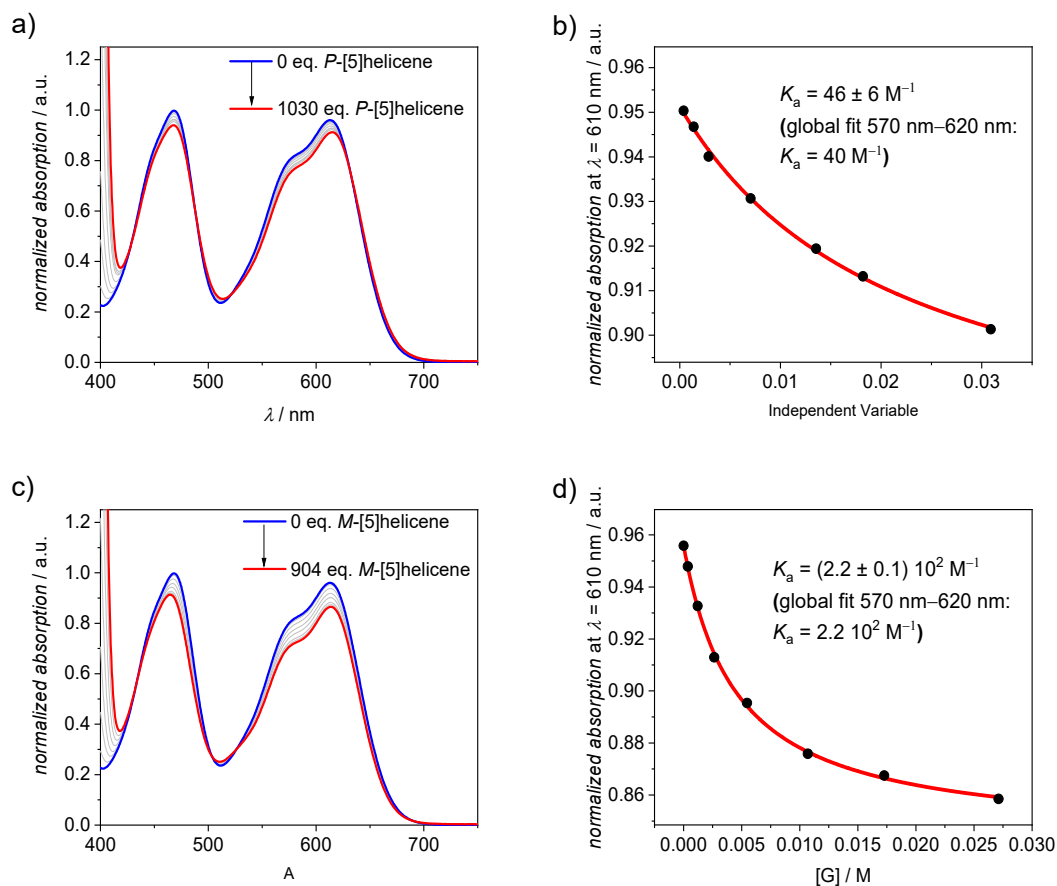 a)
normalized absorption / a.u.
1.2
1.0
0.8
0.6
0.4
0.2
0.0
400
500
600
700
λ / nm
0 eq. P-[5]helicene
1030 eq. P-[5]helicene
b)
normalized absorption at λ = 610 nm / a.u.
0.96
0.95
0.94
0.93
0.92
0.91
0.90
0.00
0.01
0.02
0.03
Independent Variable
Kₐ = 46 ± 6 M⁻¹
(global fit 570 nm–620 nm:
Kₐ = 40 M⁻¹)
c)
normalized absorption / a.u.
1.2
1.0
0.8
0.6
0.4
0.2
0.0
400
500
600
700
A
0 eq. M-[5]helicene
904 eq. M-[5]helicene
d)
normalized absorption at λ = 610 nm / a.u.
0.96
0.94
0.92
0.90
0.88
0.86
0.000
0.005
0.010
0.015
0.020
0.025
0.030
[G] / M
Kₐ = (2.2 ± 0.1) 10² M⁻¹
(global fit 570 nm–620 nm:
Kₐ = 2.2 10² M⁻¹)